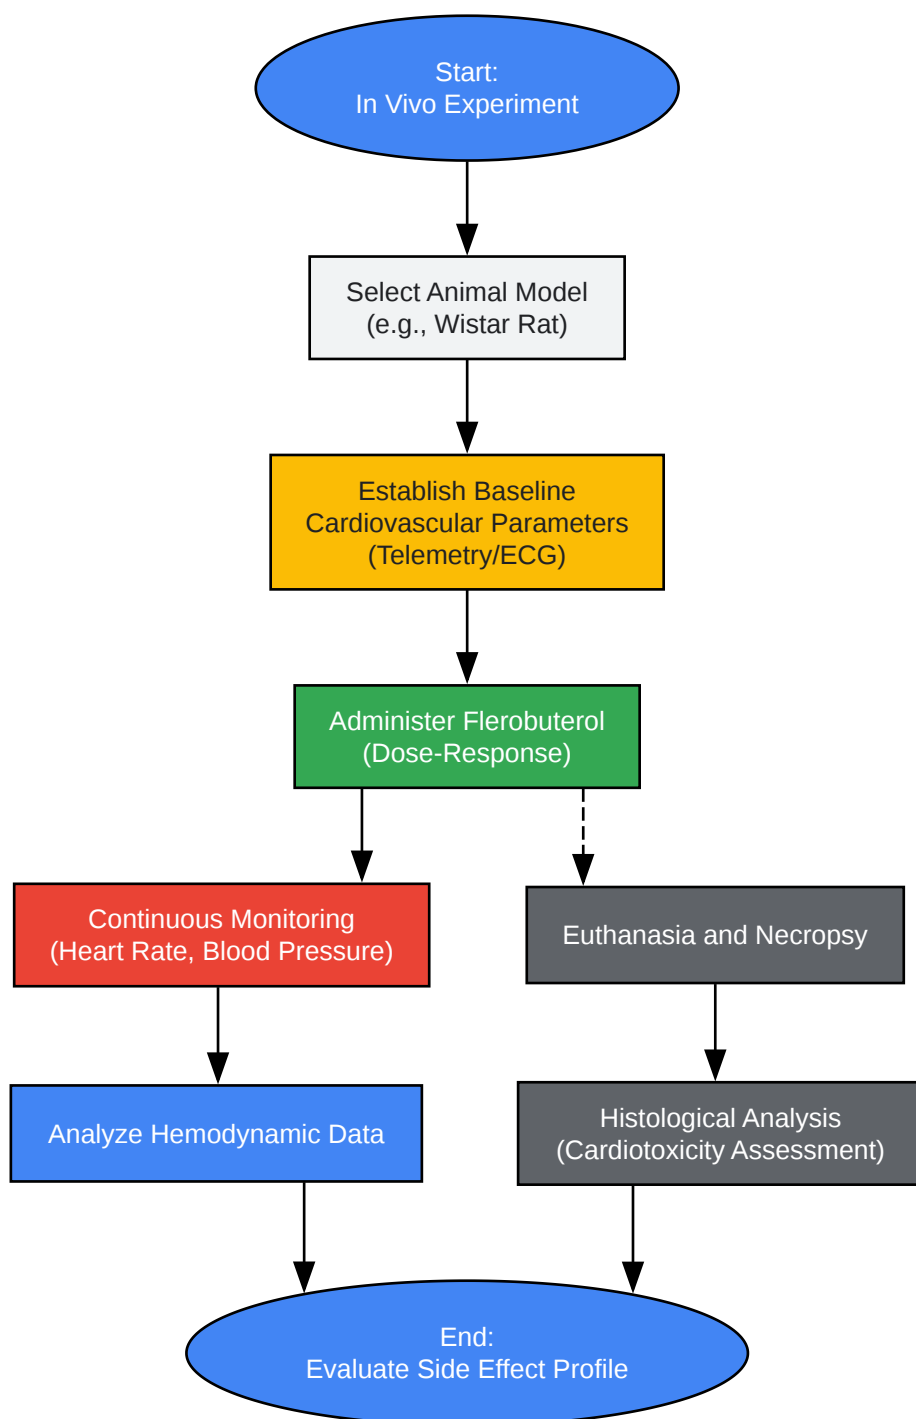 Start:
In Vivo Experiment
Select Animal Model
(e.g., Wistar Rat)
Establish Baseline
Cardiovascular Parameters
(Telemetry/ECG)
Administer Flerobuterol
(Dose-Response)
Continuous Monitoring
(Heart Rate, Blood Pressure)
Euthanasia and Necropsy
Analyze Hemodynamic Data
Histological Analysis
(Cardiotoxicity Assessment)
End:
Evaluate Side Effect Profile